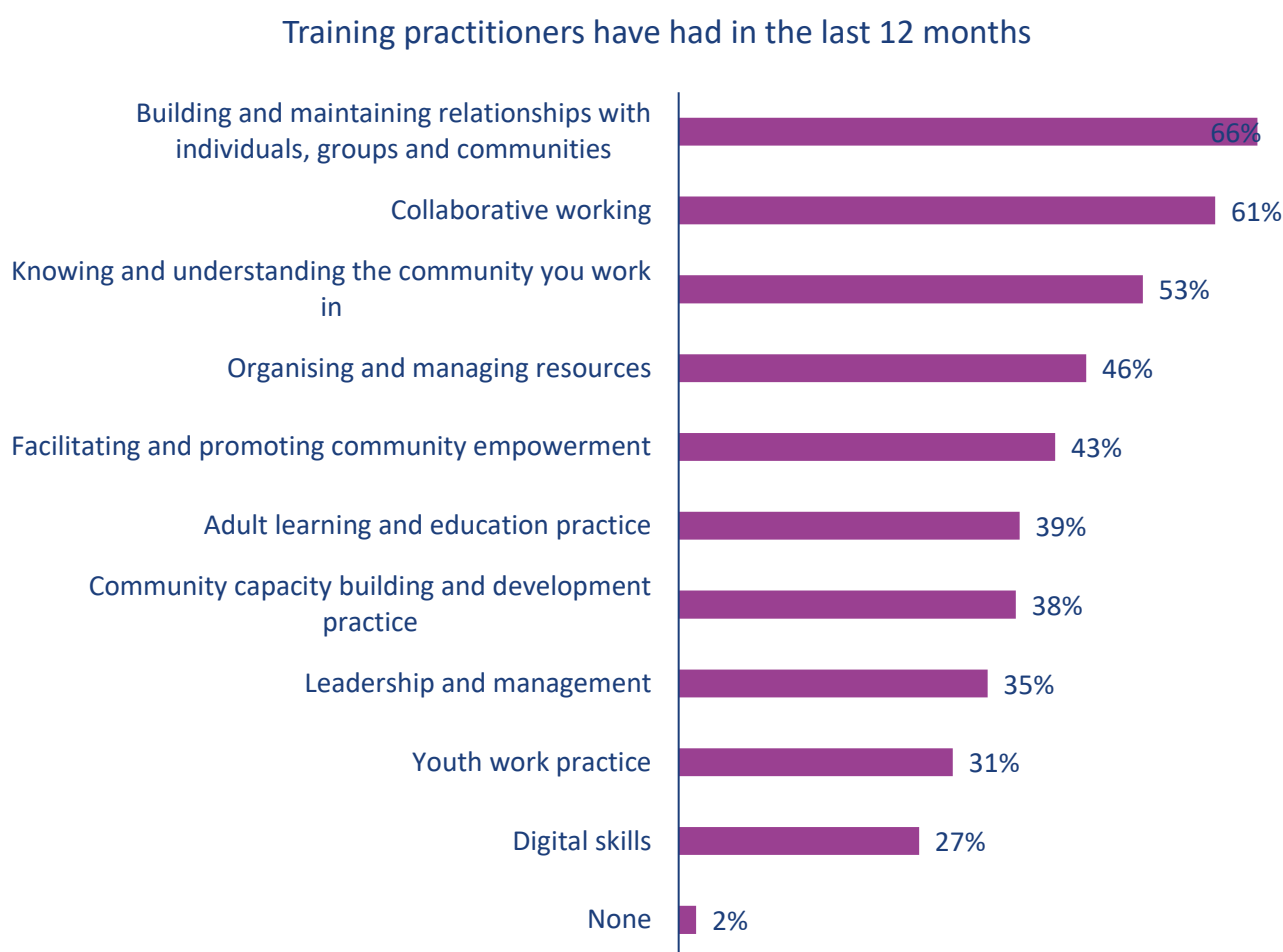 Training practitioners have had in the last 12 months
Building and maintaining relationships with
individuals, groups and communities
66%
Collaborative working
61%
Knowing and understanding the community you work
in
53%
Organising and managing resources
46%
Facilitating and promoting community empowerment
43%
Adult learning and education practice
39%
Community capacity building and development
practice
38%
Leadership and management
35%
Youth work practice
31%
Digital skills
27%
None
2%